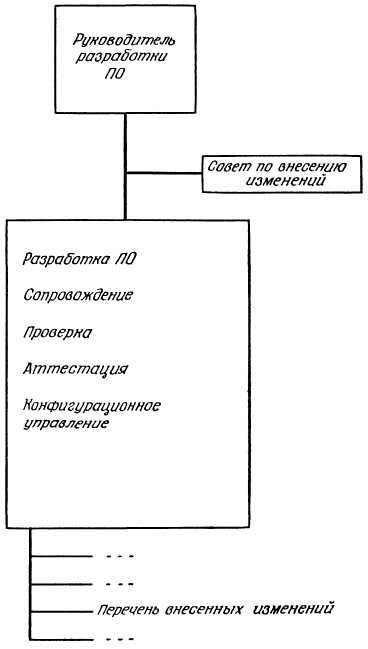 Руководитель
разработки
ПО
Совет по внесению
изменений
Разработка ПО
Сопровождение
Проверка
Аттестация
Конфигурационное
управление
- - -
- - -
Перечень внесенных изменений
- - -